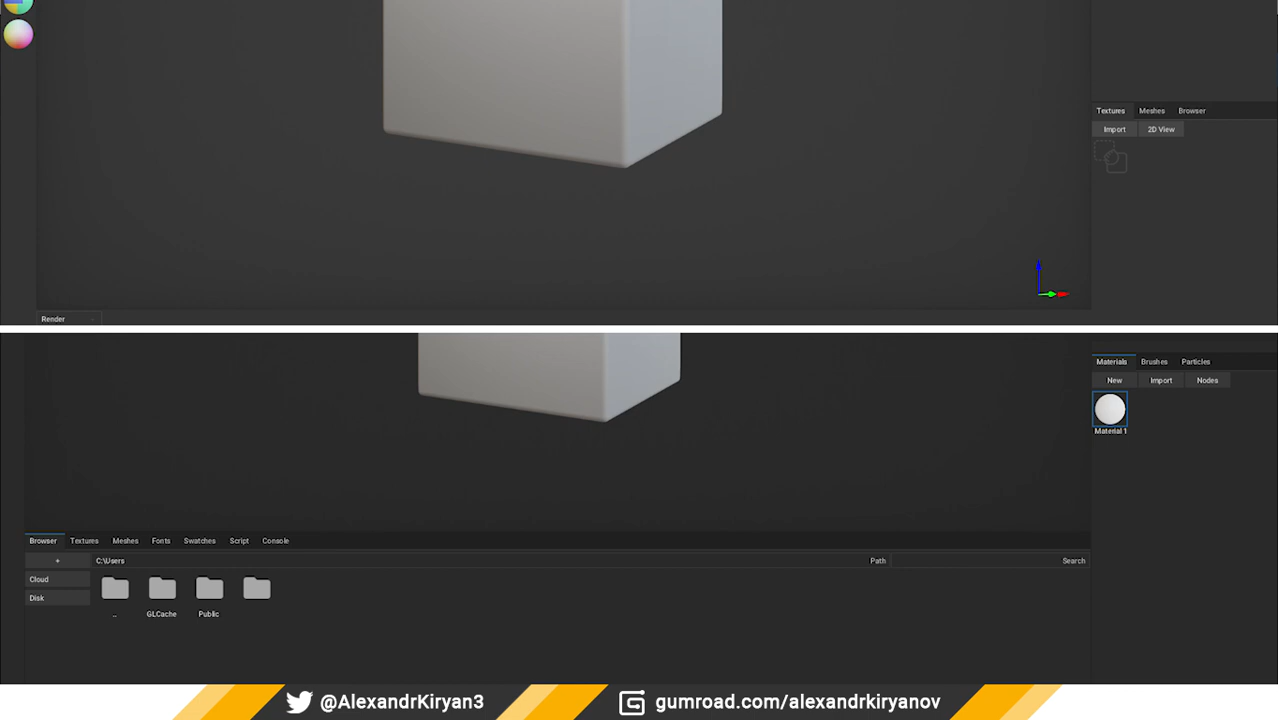 Textures Meshes Browser
Import 2D View
Render
Materials Brushes Particles
New Import Nodes
Material 1
Browser Textures Meshes Fonts Swatches Script Console
+ C:\Users Path Search
Cloud
Disk
.. GLCache Public
@AlexandrKiryan3 gumroad.com/alexandrkiryanov